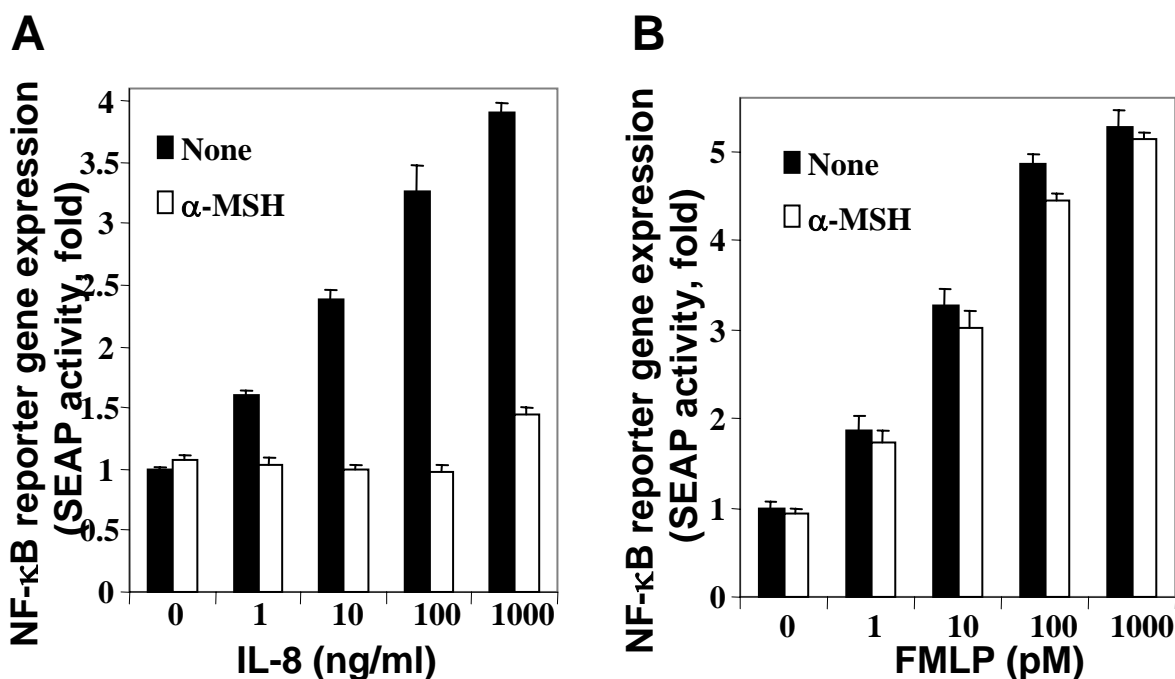 A
NF-κB reporter gene expression
(SEAP activity, fold)
4
3.5
3
2.5
2
1.5
1
0.5
0
None
α-MSH
0 1 10 100 1000
IL-8 (ng/ml)
B
NF-κB reporter gene expression
(SEAP activity, fold)
5
4
3
2
1
0
None
α-MSH
0 1 10 100 1000
FMLP (pM)